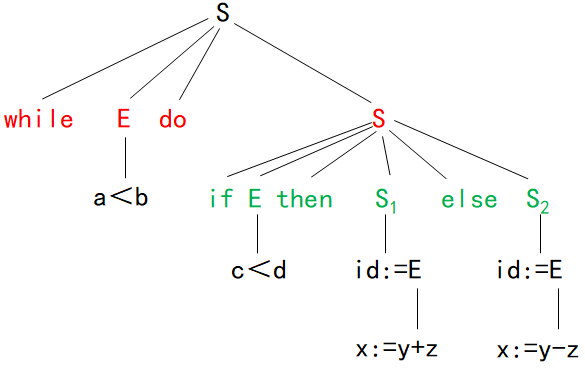 S
while E do S
a<b
if E then S₁ else S₂
c<d id:=E id:=E
x:=y+z x:=y-z